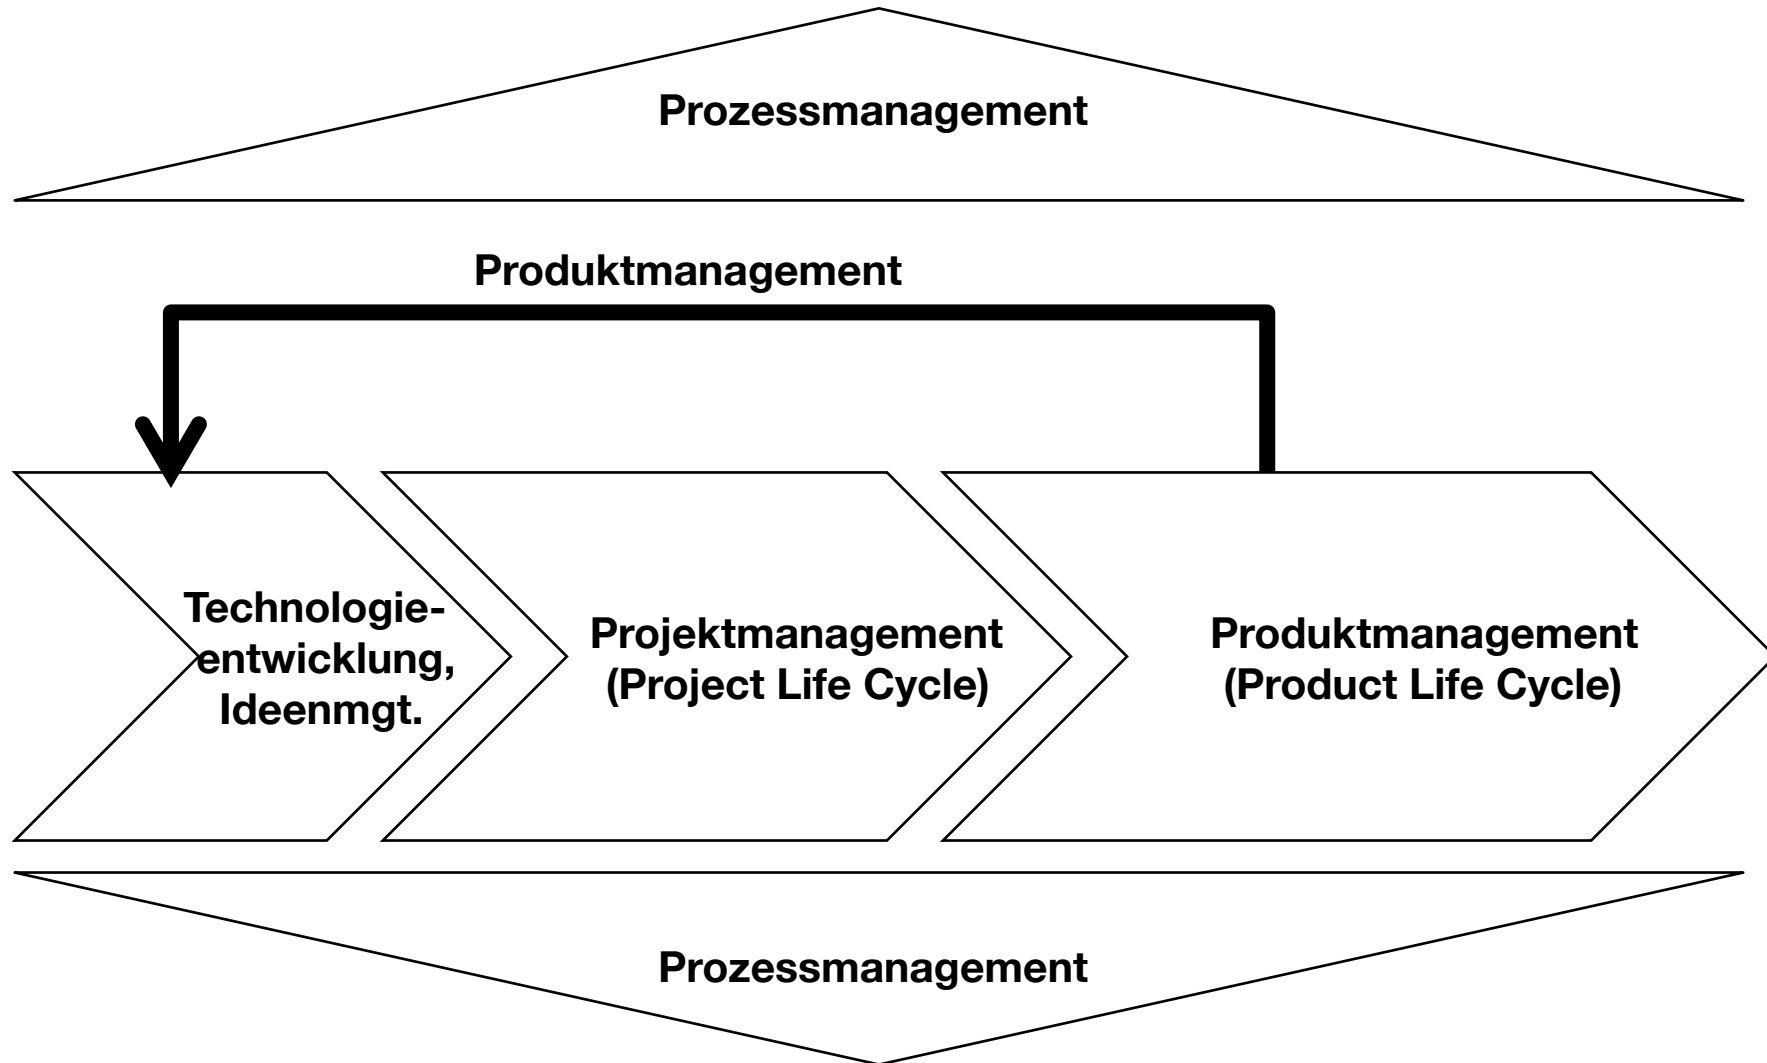 Prozessmanagement
Produktmanagement
Technologie-
entwicklung,
Ideenmgt.
Projektmanagement
(Project Life Cycle)
Produktmanagement
(Product Life Cycle)
Prozessmanagement